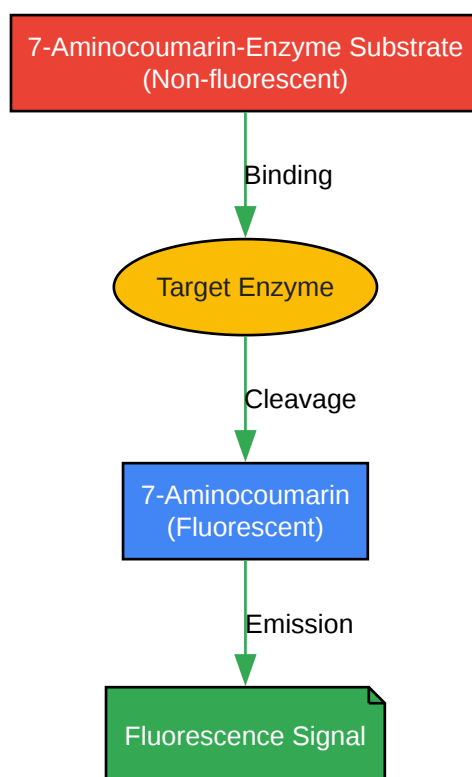 7-Aminocoumarin-Enzyme Substrate
(Non-fluorescent)
Binding
Target Enzyme
Cleavage
7-Aminocoumarin
(Fluorescent)
Emission
Fluorescence Signal